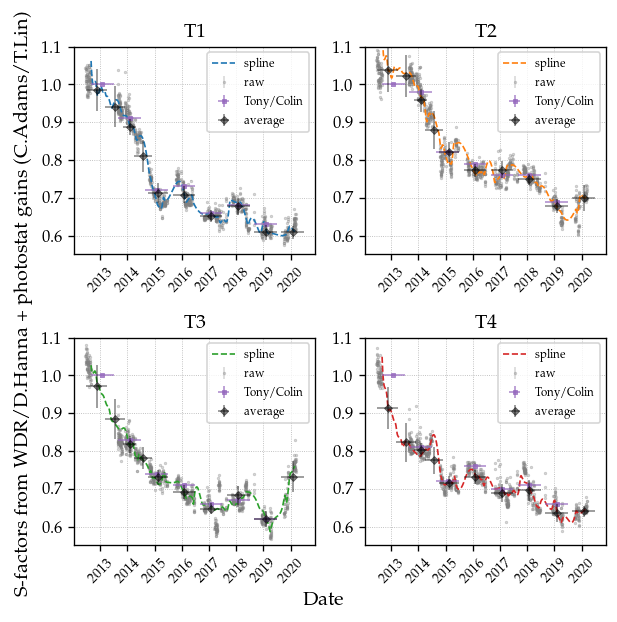 S-factors from WDR/D.Hanna + photostat gains (C.Adams/T.Lin)
T1
1.1
1.0
0.9
0.8
0.7
0.6
spline
raw
Tony/Colin
average
2013 2014 2015 2016 2017 2018 2019 2020
T2
1.1
1.0
0.9
0.8
0.7
0.6
spline
raw
Tony/Colin
average
2013 2014 2015 2016 2017 2018 2019 2020
T3
1.1
1.0
0.9
0.8
0.7
0.6
spline
raw
Tony/Colin
average
2013 2014 2015 2016 2017 2018 2019 2020
T4
1.1
1.0
0.9
0.8
0.7
0.6
spline
raw
Tony/Colin
average
2013 2014 2015 2016 2017 2018 2019 2020
Date